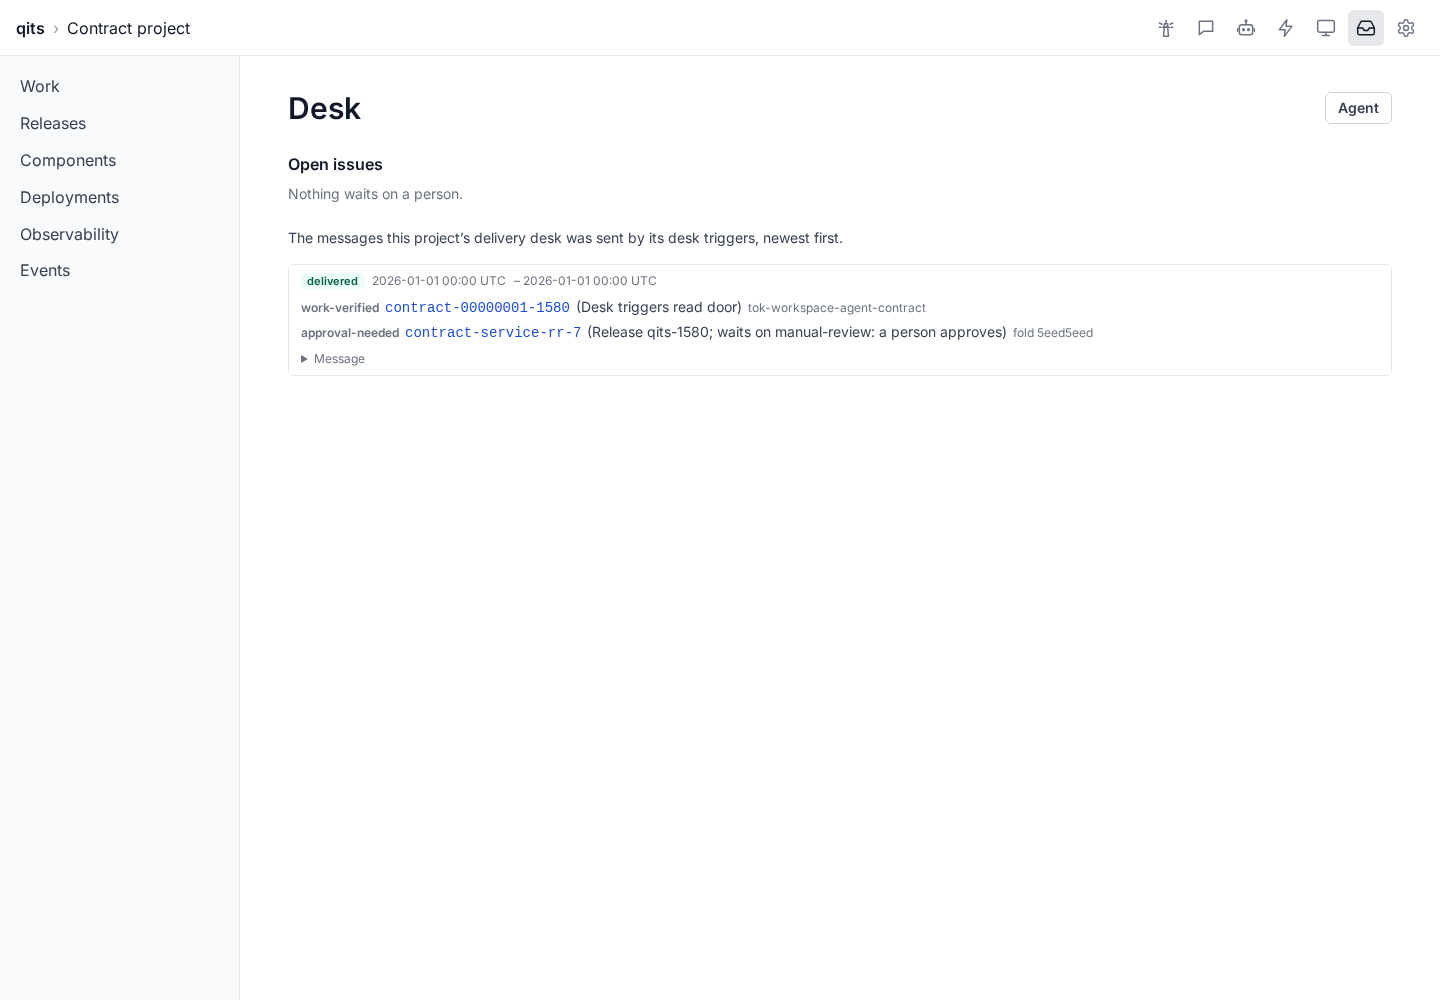 qits › Contract project
Work
Releases
Components
Deployments
Observability
Events
Desk
Agent
Open issues
Nothing waits on a person.
The messages this project’s delivery desk was sent by its desk triggers, newest first.
delivered 2026-01-01 00:00 UTC – 2026-01-01 00:00 UTC
work-verified contract-00000001-1580 (Desk triggers read door) tok-workspace-agent-contract
approval-needed contract-service-rr-7 (Release qits-1580; waits on manual-review: a person approves) fold 5eed5eed
Message